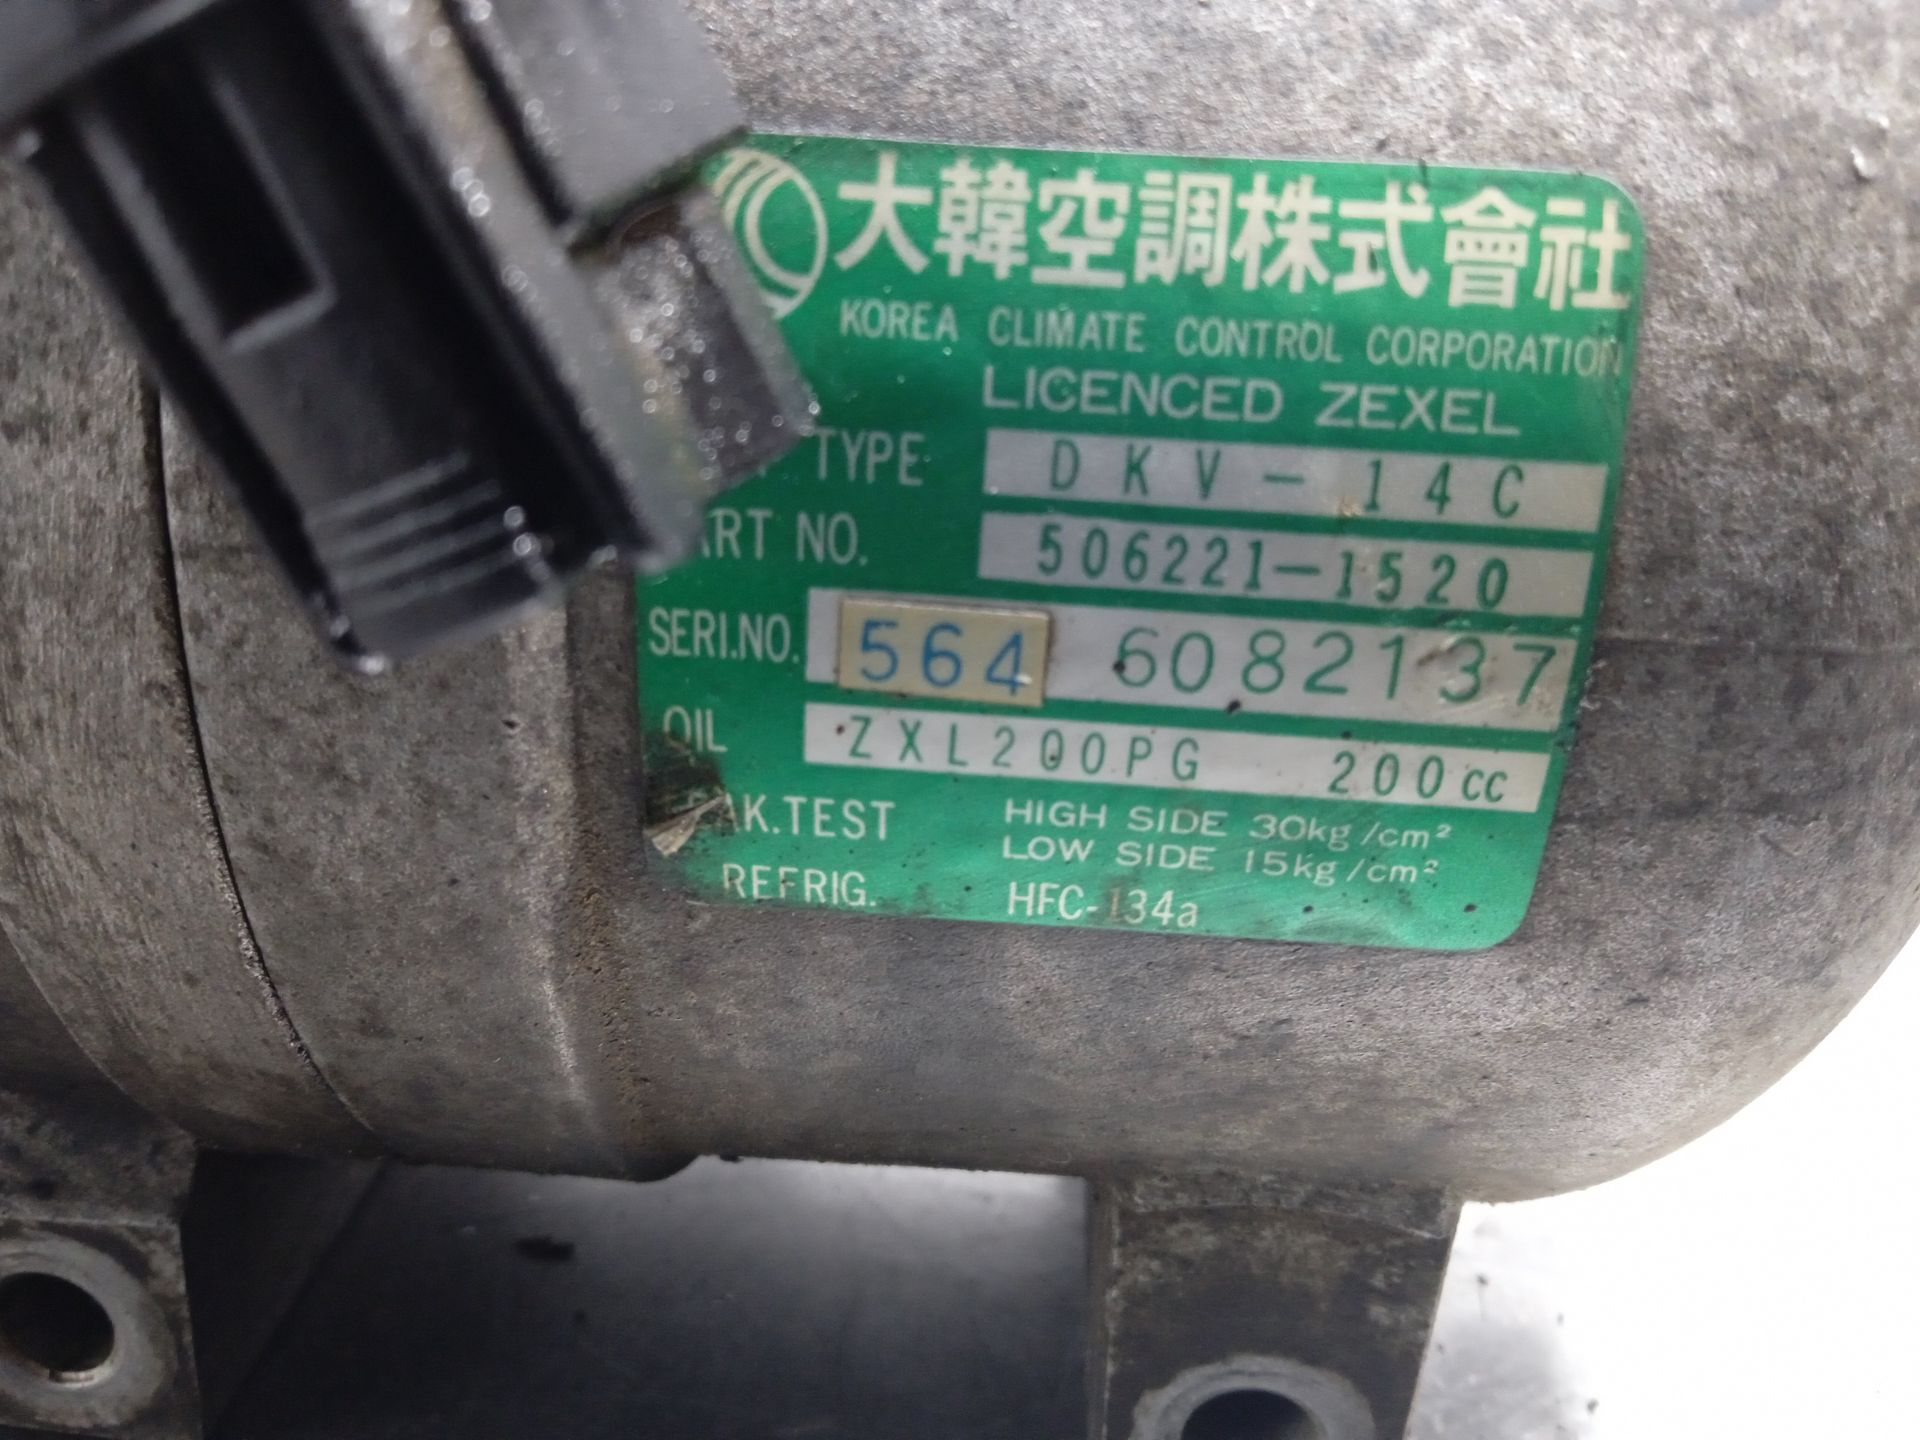 大韓空調株式會社
KOREA CLIMATE CONTROL CORPORATION
LICENCED ZEXEL
TYPE DKV-14C
NO. 506221-1520
SERI.NO. 564 6082137
OIL ZXL200PG 200cc
TEST HIGH SIDE 30kg/cm²
LOW SIDE 15kg/cm²
REFRIG. HFC-134a